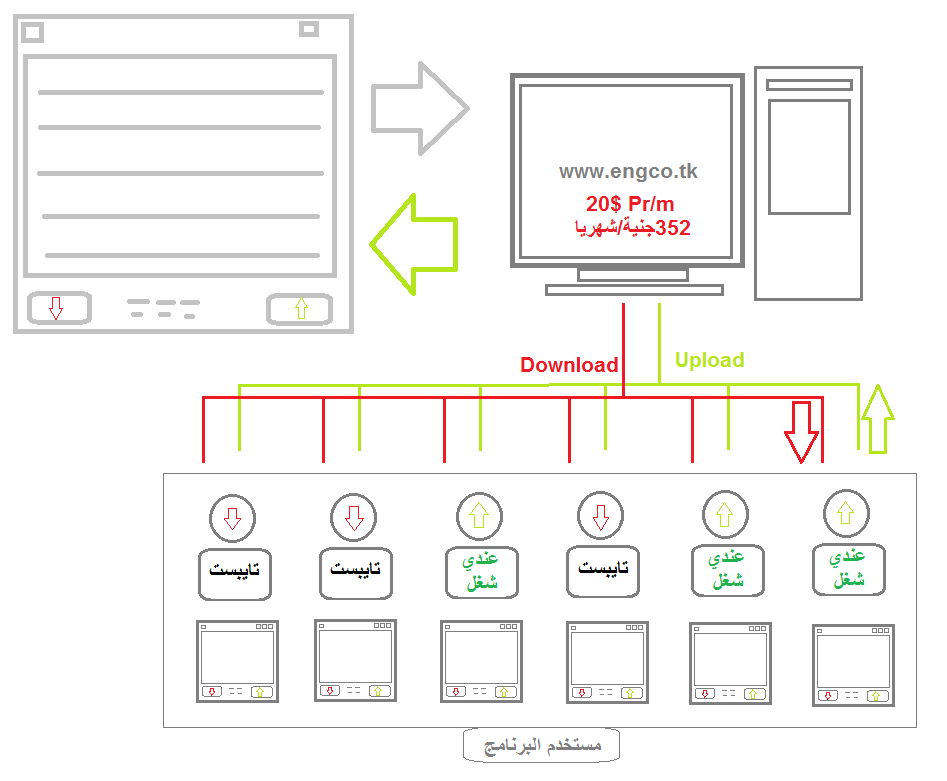 www.engco.tk
20$ Pr/m
352جنية/شهريا
Download
Upload
تايبست
تايبست
عندي
شغل
تايبست
عندي
شغل
عندي
شغل
مستخدم البرنامج